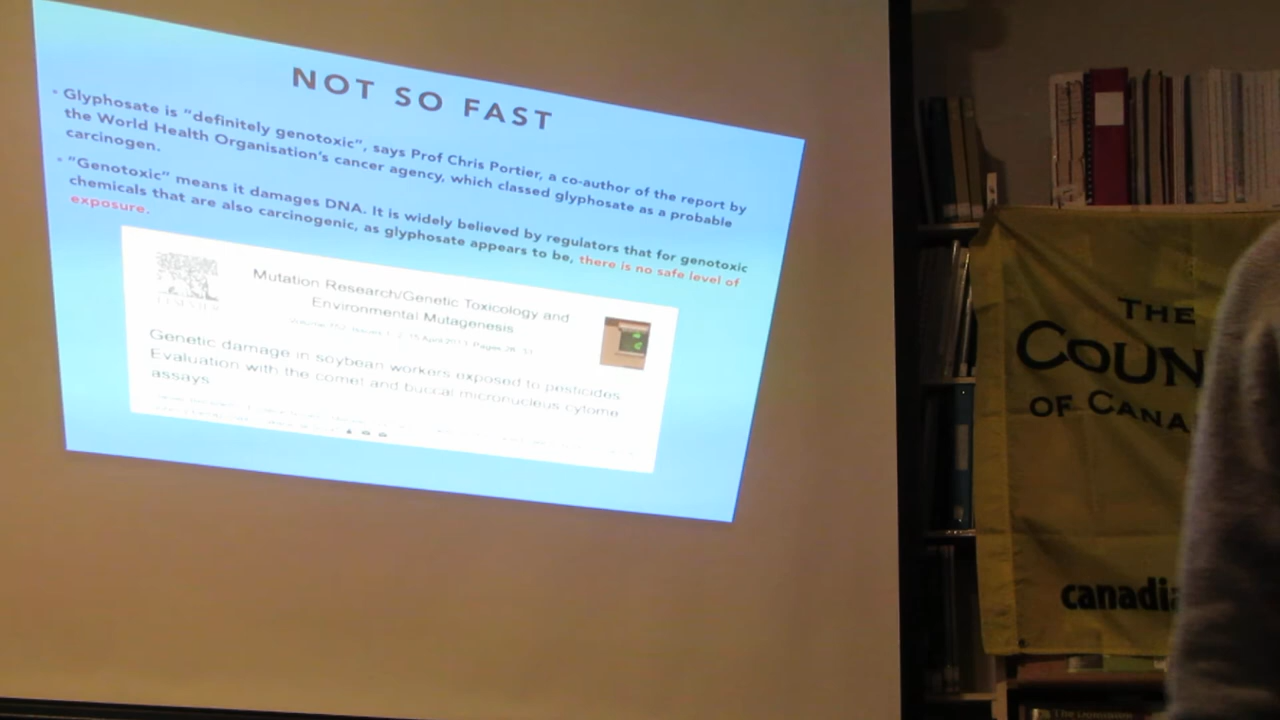 NOT SO FAST
Glyphosate is "definitely genotoxic", says Prof Chris Portier, a co-author of the report by
the World Health Organisation's cancer agency, which classed glyphosate as a probable
carcinogen.
"Genotoxic" means it damages DNA. It is widely believed by regulators that for genotoxic
chemicals that are also carcinogenic, as glyphosate appears to be, there is no safe level of
exposure.
ELSEVIER
Mutation Research/Genetic Toxicology and
Environmental Mutagenesis
Genetic damage in soybean workers exposed to pesticides
Evaluation with the comet and buccal micronucleus cytome
assays
THE
COUN
OF CANA
canadia